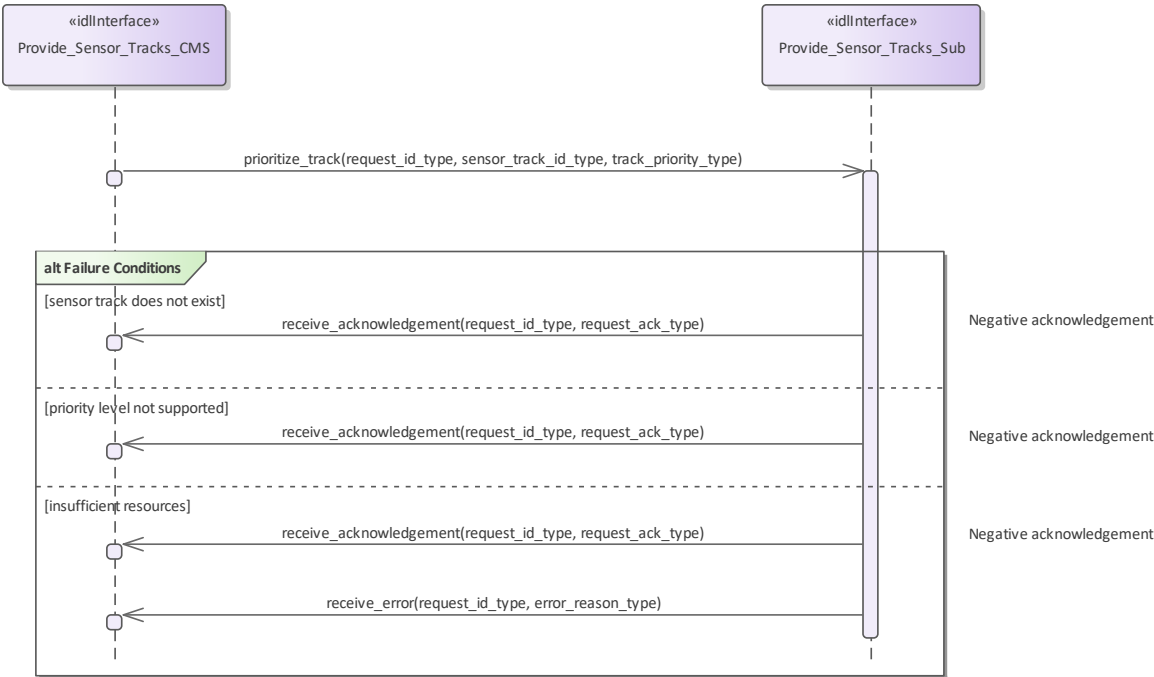 «idlInterface»
Provide_Sensor_Tracks_CMS
«idlInterface»
Provide_Sensor_Tracks_Sub
prioritize_track(request_id_type, sensor_track_id_type, track_priority_type)
alt Failure Conditions
[sensor track does not exist]
receive_acknowledgement(request_id_type, request_ack_type)
Negative acknowledgement
[priority level not supported]
receive_acknowledgement(request_id_type, request_ack_type)
Negative acknowledgement
[insufficient resources]
receive_acknowledgement(request_id_type, request_ack_type)
Negative acknowledgement
receive_error(request_id_type, error_reason_type)